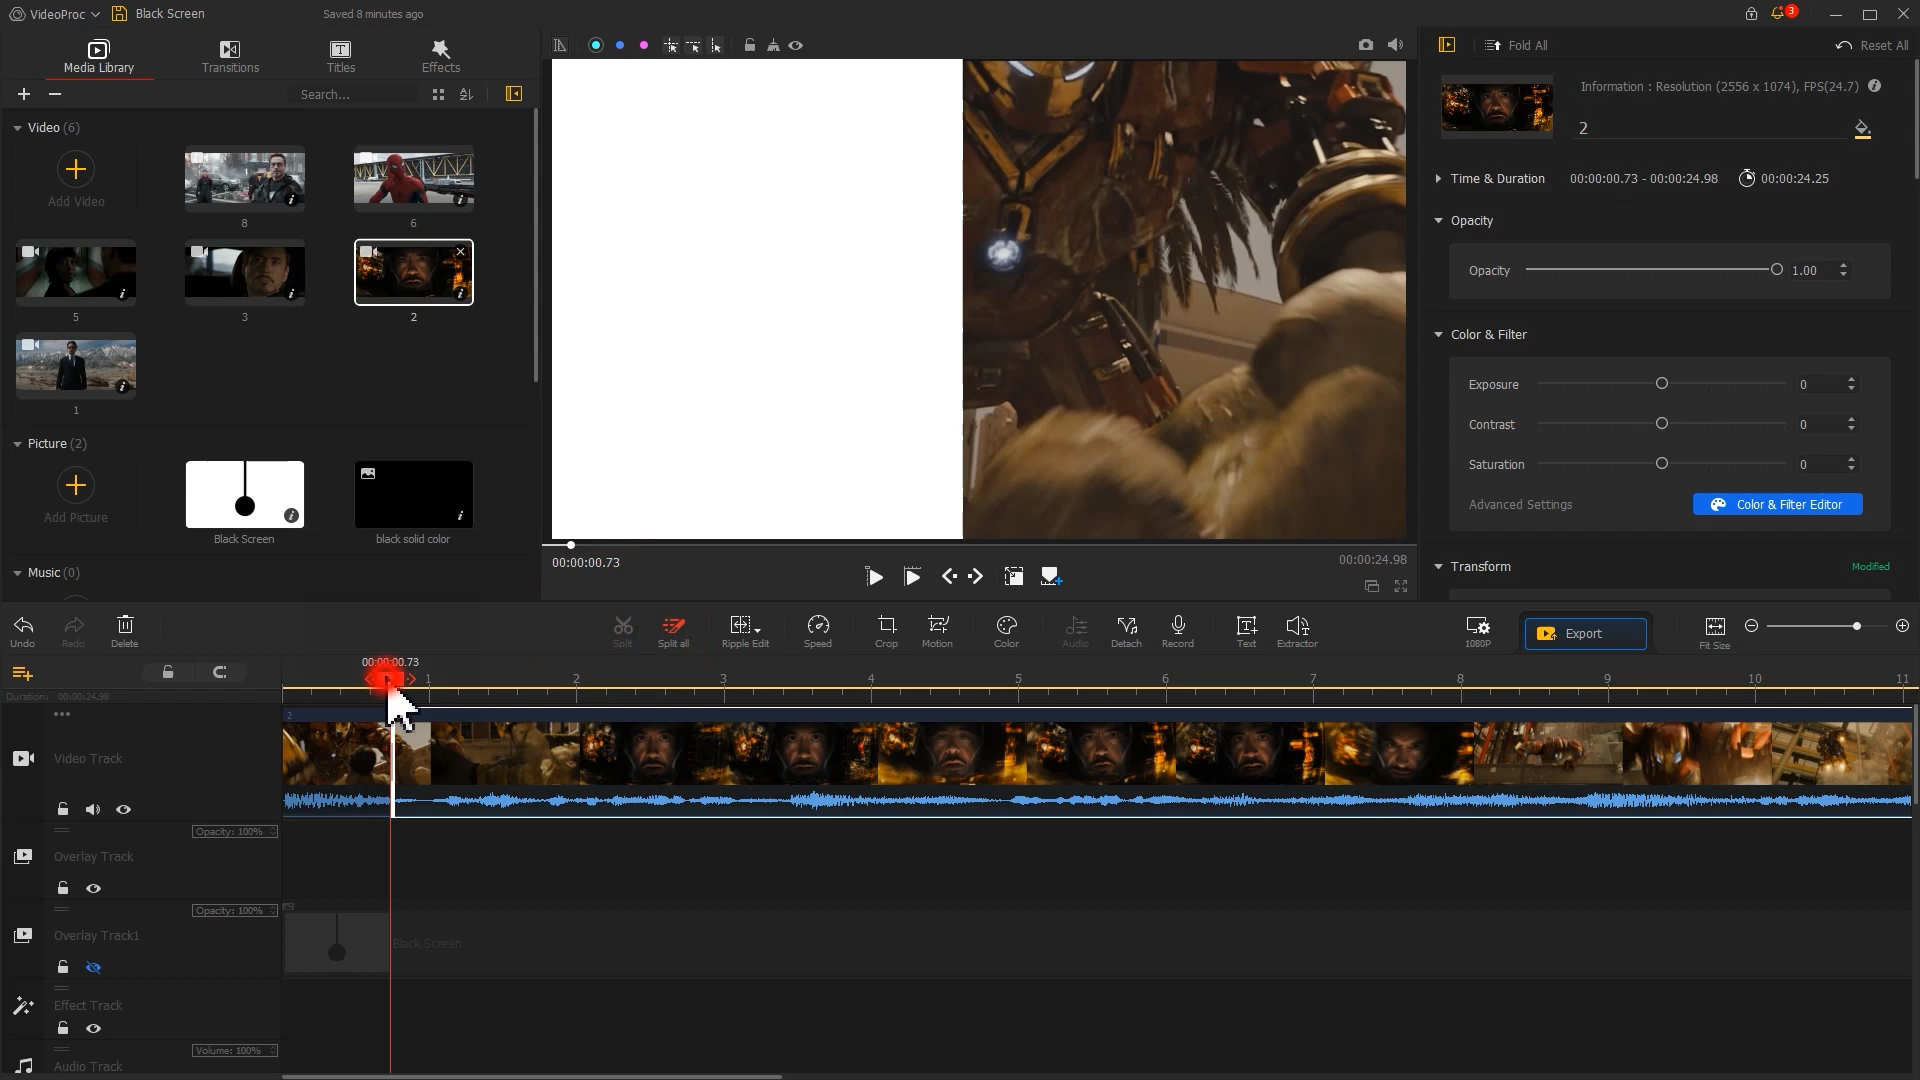 VideoProc
Black Screen
Saved 8 minutes ago
3
Media Library
Transitions
Titles
Effects
Fold All
Reset All
Search...
Information : Resolution (2556 x 1074), FPS(24.7)
2
Video (6)
Add Video
8
6
Time & Duration
00:00:00.73 - 00:00:24.98
00:00:24.25
Opacity
Opacity
1.00
5
3
2
Color & Filter
Exposure
0
Contrast
0
Saturation
0
1
Advanced Settings
Color & Filter Editor
Picture (2)
Add Picture
Black Screen
black solid color
Music (0)
00:00:00.73
00:00:24.98
Transform
Modified
Undo
Redo
Delete
Split
Split all
Ripple Edit
Speed
Crop
Motion
Color
Audio
Detach
Record
Text
Extractor
1080P
Export
Fit Size
00:00:00.73
1
2
3
4
5
6
7
8
9
10
11
Duration: 00:00:24.98
2
Video Track
Opacity: 100%
Overlay Track
Opacity: 100%
Overlay Track1
Black Screen
Effect Track
Volume: 100%
Audio Track